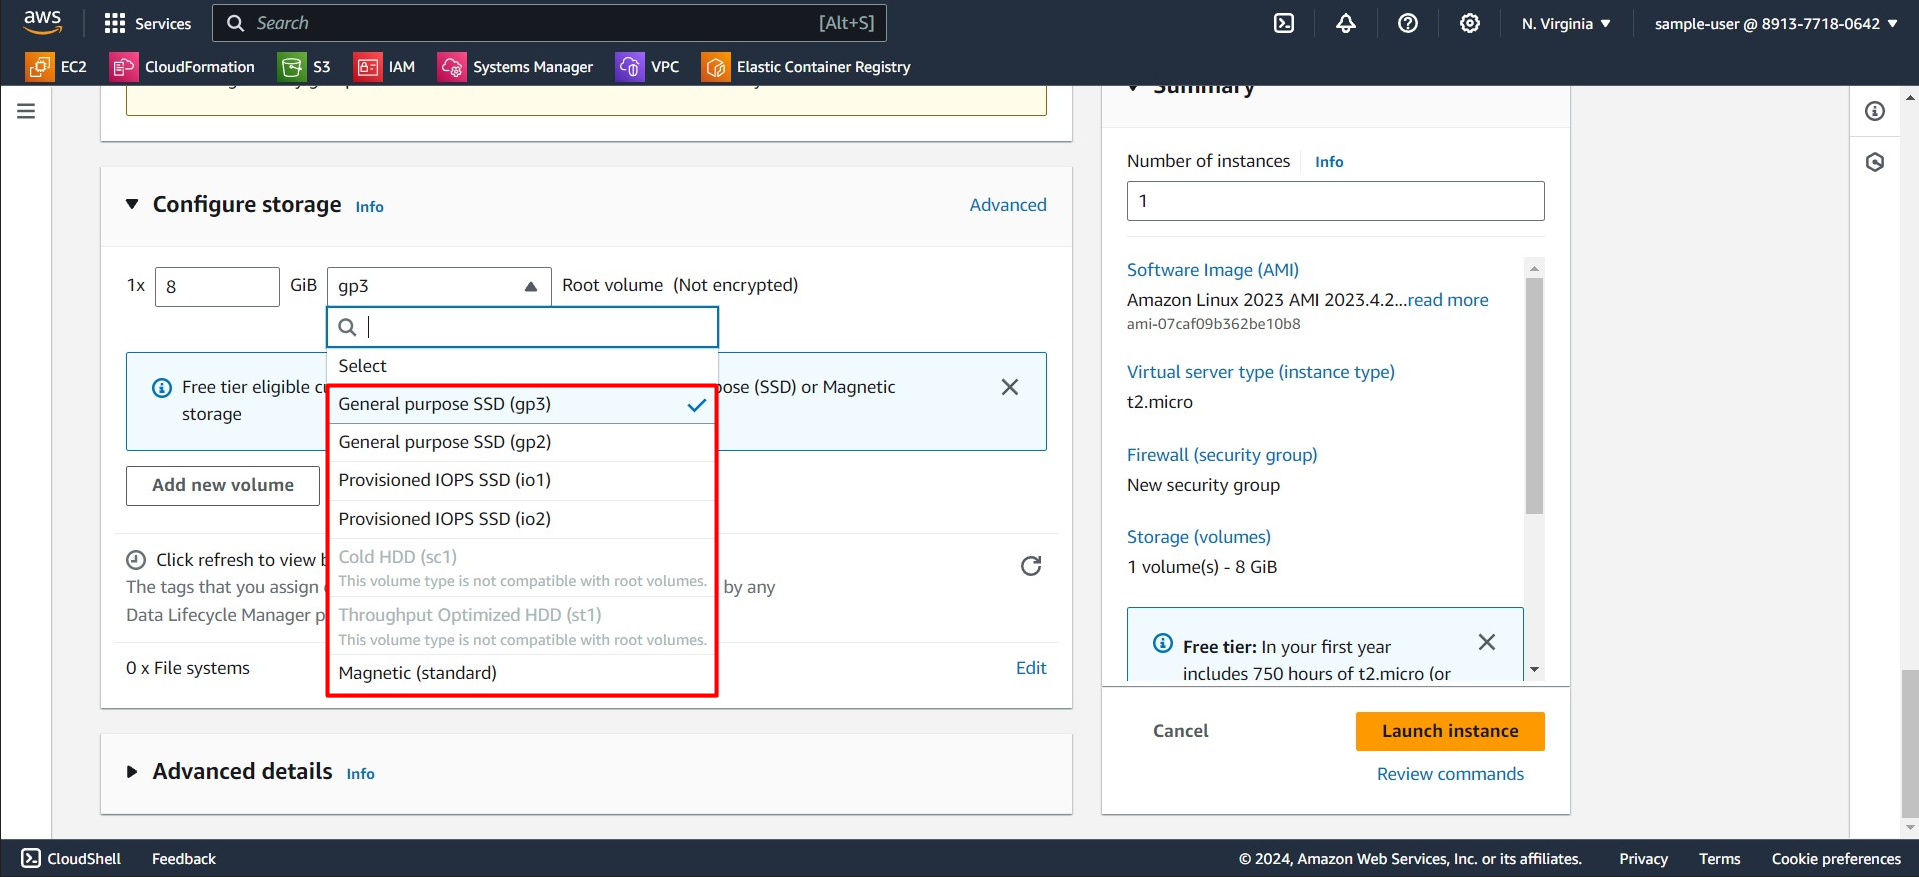 aws
Services
Search
[Alt+S]
N. Virginia
sample-user @ 8913-7718-0642
EC2
CloudFormation
S3
IAM
Systems Manager
VPC
Elastic Container Registry
Configure storage
Info
Advanced
1x
8
GiB
gp3
Root volume (Not encrypted)
Select
General purpose SSD (gp3)
General purpose SSD (gp2)
Provisioned IOPS SSD (io1)
Provisioned IOPS SSD (io2)
Cold HDD (sc1)
This volume type is not compatible with root volumes.
Throughput Optimized HDD (st1)
This volume type is not compatible with root volumes.
Magnetic (standard)
Free tier eligible (SSD) or Magnetic
storage
Add new volume
Click refresh to view
The tags that you assign by any
Data Lifecycle Manager
0 x File systems
Edit
Advanced details
Info
Summary
Number of instances
Info
1
Software Image (AMI)
Amazon Linux 2023 AMI 2023.4.2...read more
ami-07caf09b362be10b8
Virtual server type (instance type)
t2.micro
Firewall (security group)
New security group
Storage (volumes)
1 volume(s) - 8 GiB
Free tier: In your first year
includes 750 hours of t2.micro (or
Cancel
Launch instance
Review commands
CloudShell
Feedback
© 2024, Amazon Web Services, Inc. or its affiliates.
Privacy
Terms
Cookie preferences